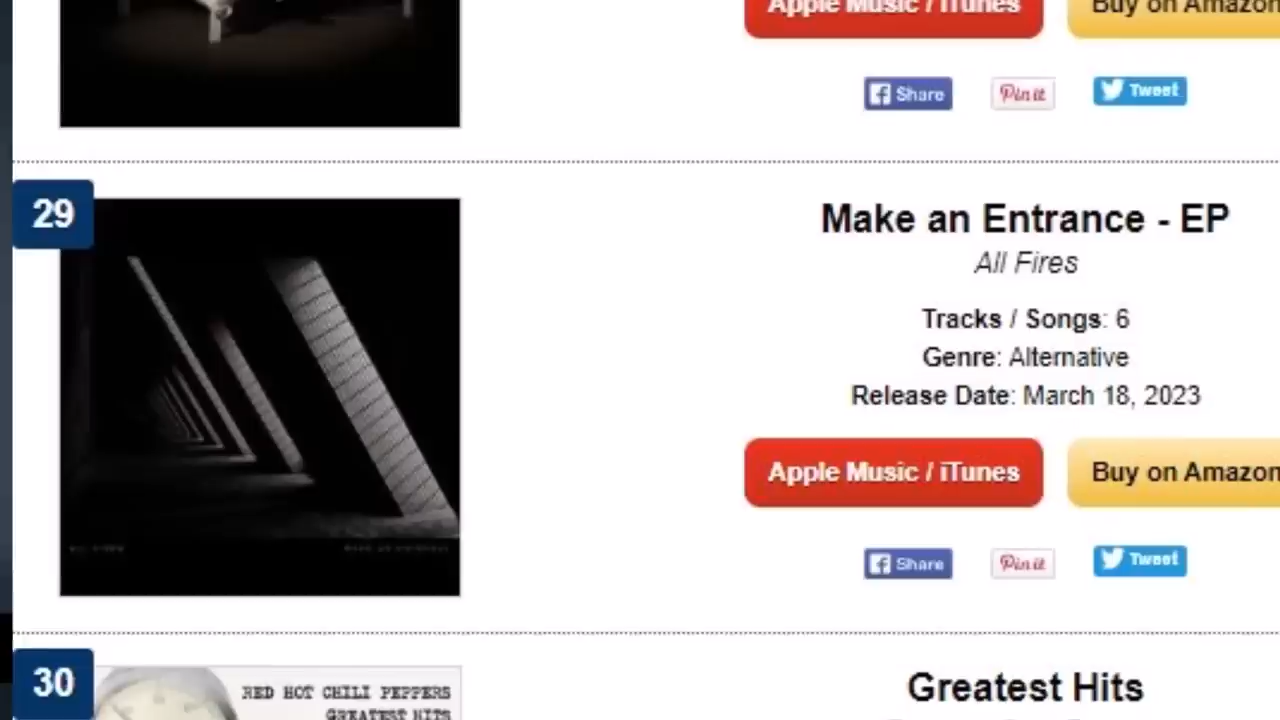 Apple Music / iTunes
Buy on Amazon
Share
Pin it
Tweet
29
Make an Entrance - EP
All Fires
Tracks / Songs: 6
Genre: Alternative
Release Date: March 18, 2023
Apple Music / iTunes
Buy on Amazon
Share
Pin it
Tweet
30
RED HOT CHILI PEPPERS
GREATEST HITS
Greatest Hits